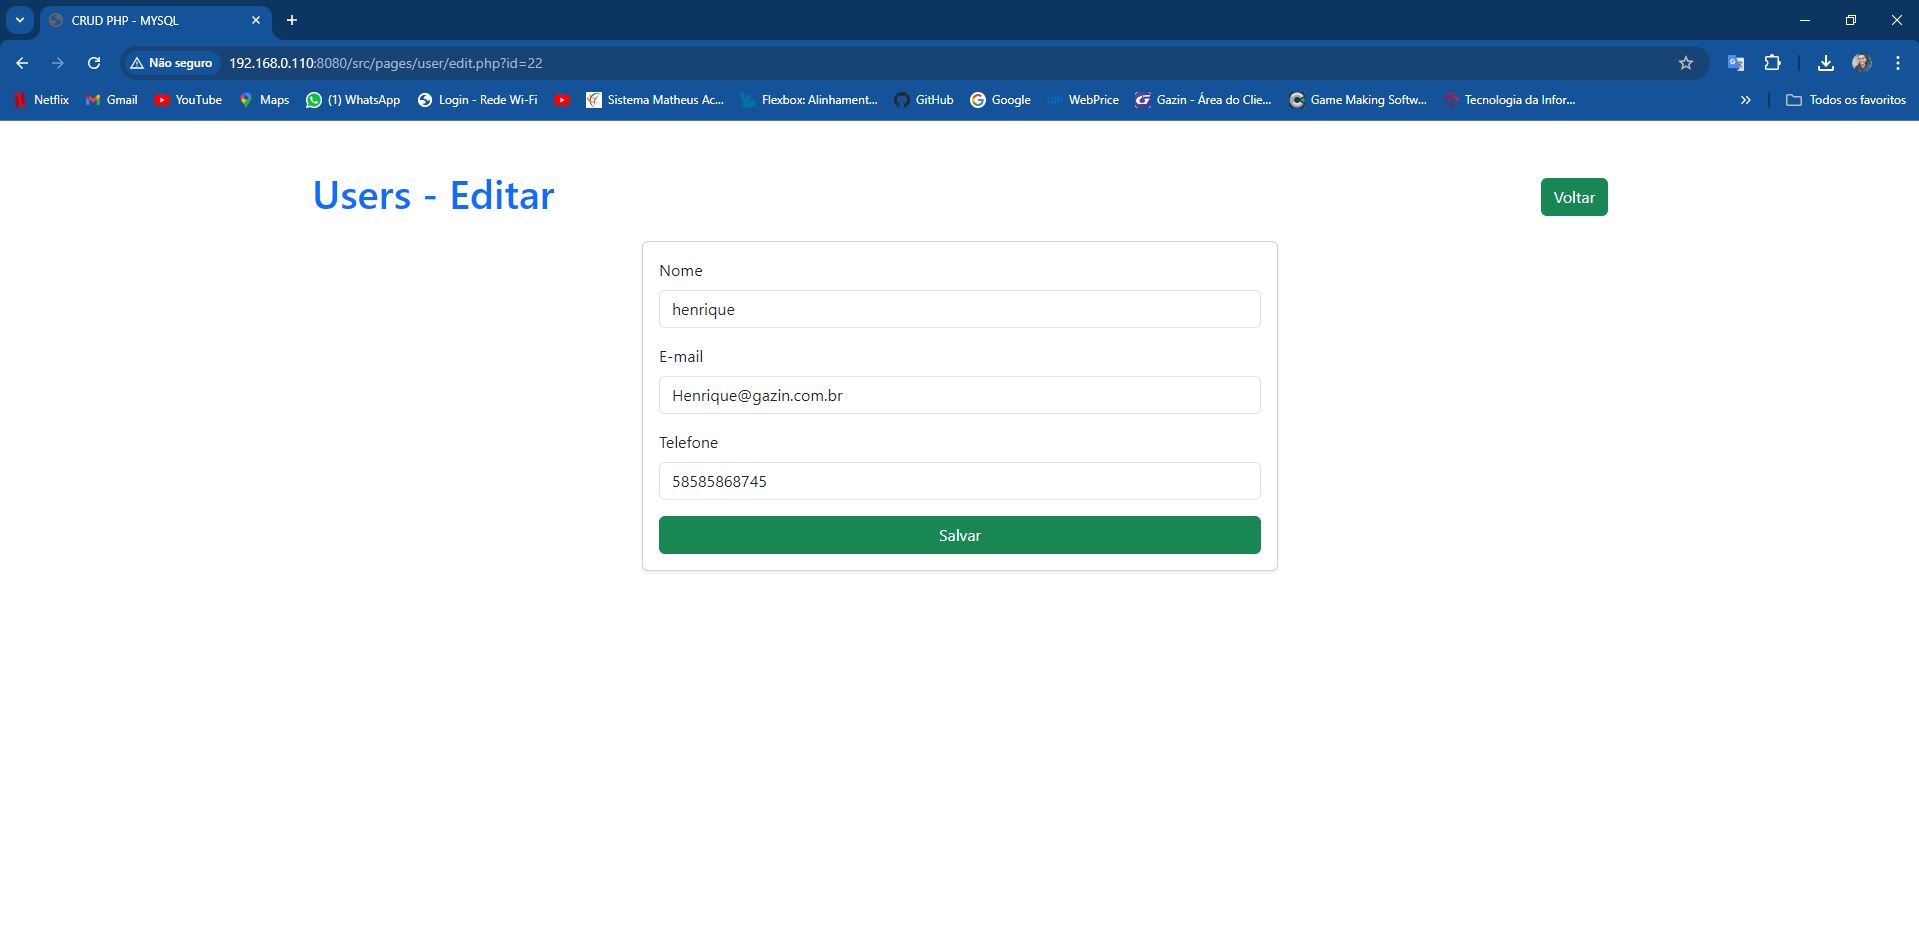 CRUD PHP - MYSQL
Não seguro 192.168.0.110:8080/src/pages/user/edit.php?id=22
Netflix Gmail YouTube Maps (1) WhatsApp Login - Rede Wi-Fi Sistema Matheus Ac... Flexbox: Alinhament... GitHub Google WebPrice Gazin - Área do Clie... Game Making Softw... Tecnologia da Infor... » Todos os favoritos
Users - Editar
Voltar
Nome
henrique
E-mail
Henrique@gazin.com.br
Telefone
58585868745
Salvar